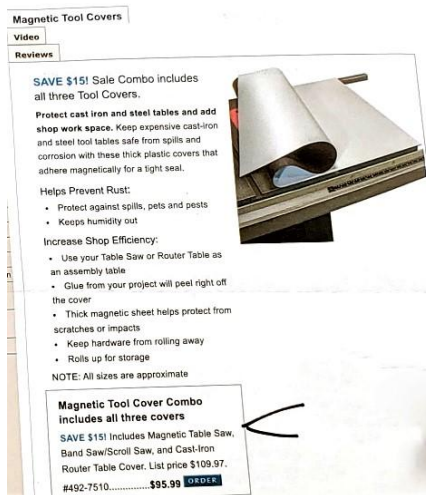 Magnetic Tool Covers
Video
Reviews
SAVE $15! Sale Combo includes
all three Tool Covers.
Protect cast iron and steel tables and add
shop work space. Keep expensive cast-iron
and steel tool tables safe from spills and
corrosion with these thick plastic covers that
adhere magnetically for a tight seal.
Helps Prevent Rust:
• Protect against spills, pets and pests
• Keeps humidity out
Increase Shop Efficiency:
• Use your Table Saw or Router Table as
an assembly table
• Glue from your project will peel right off
the cover
• Thick magnetic sheet helps protect from
scratches or impacts
• Keep hardware from rolling away
• Rolls up for storage
NOTE: All sizes are approximate
Magnetic Tool Cover Combo
includes all three covers
SAVE $15! Includes Magnetic Table Saw,
Band Saw/Scroll Saw, and Cast-Iron
Router Table Cover. List price $109.97.
#492-7510...............$95.99 ORDER